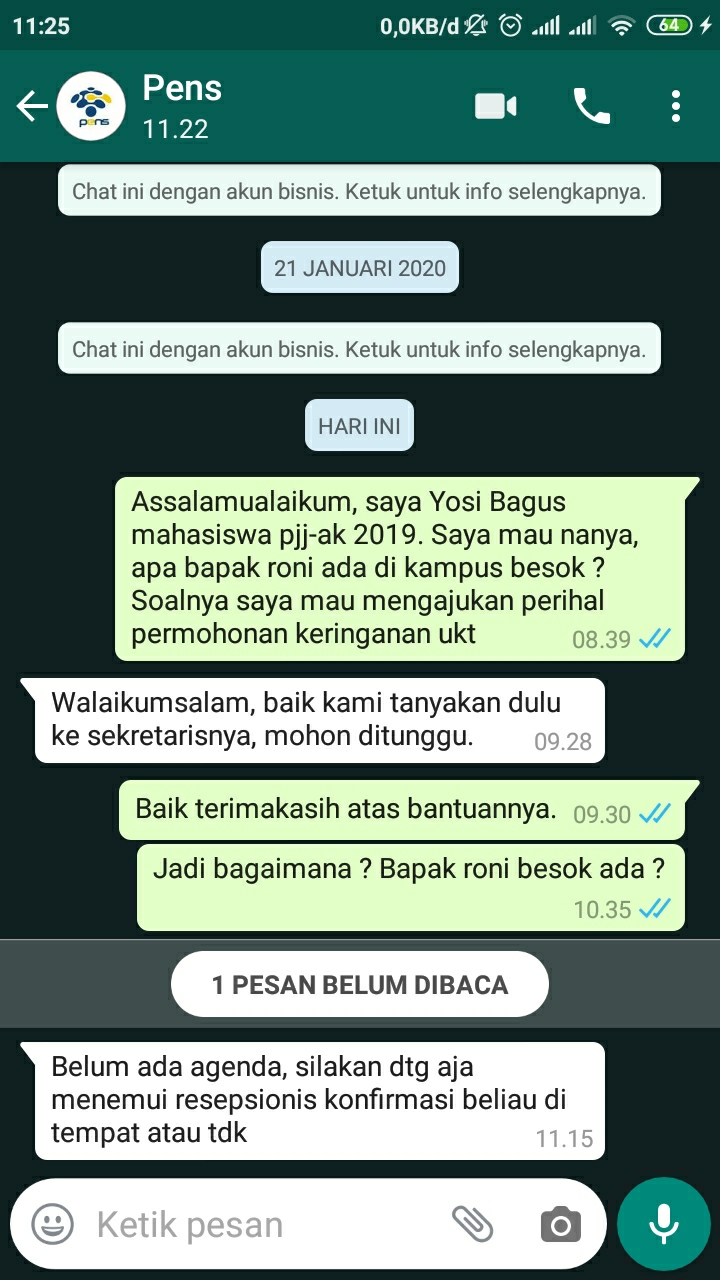 11:25
0,0KB/d
64
Pens
11.22
pens
Chat ini dengan akun bisnis. Ketuk untuk info selengkapnya.
21 JANUARI 2020
Chat ini dengan akun bisnis. Ketuk untuk info selengkapnya.
HARI INI
Assalamualaikum, saya Yosi Bagus
mahasiswa pjj-ak 2019. Saya mau nanya,
apa bapak roni ada di kampus besok ?
Soalnya saya mau mengajukan perihal
permohonan keringanan ukt
08.39
Walaikumsalam, baik kami tanyakan dulu
ke sekretarisnya, mohon ditunggu.
09.28
Baik terimakasih atas bantuannya.
09.30
Jadi bagaimana ? Bapak roni besok ada ?
10.35
1 PESAN BELUM DIBACA
Belum ada agenda, silakan dtg aja
menemui resepsionis konfirmasi beliau di
tempat atau tdk
11.15
Ketik pesan